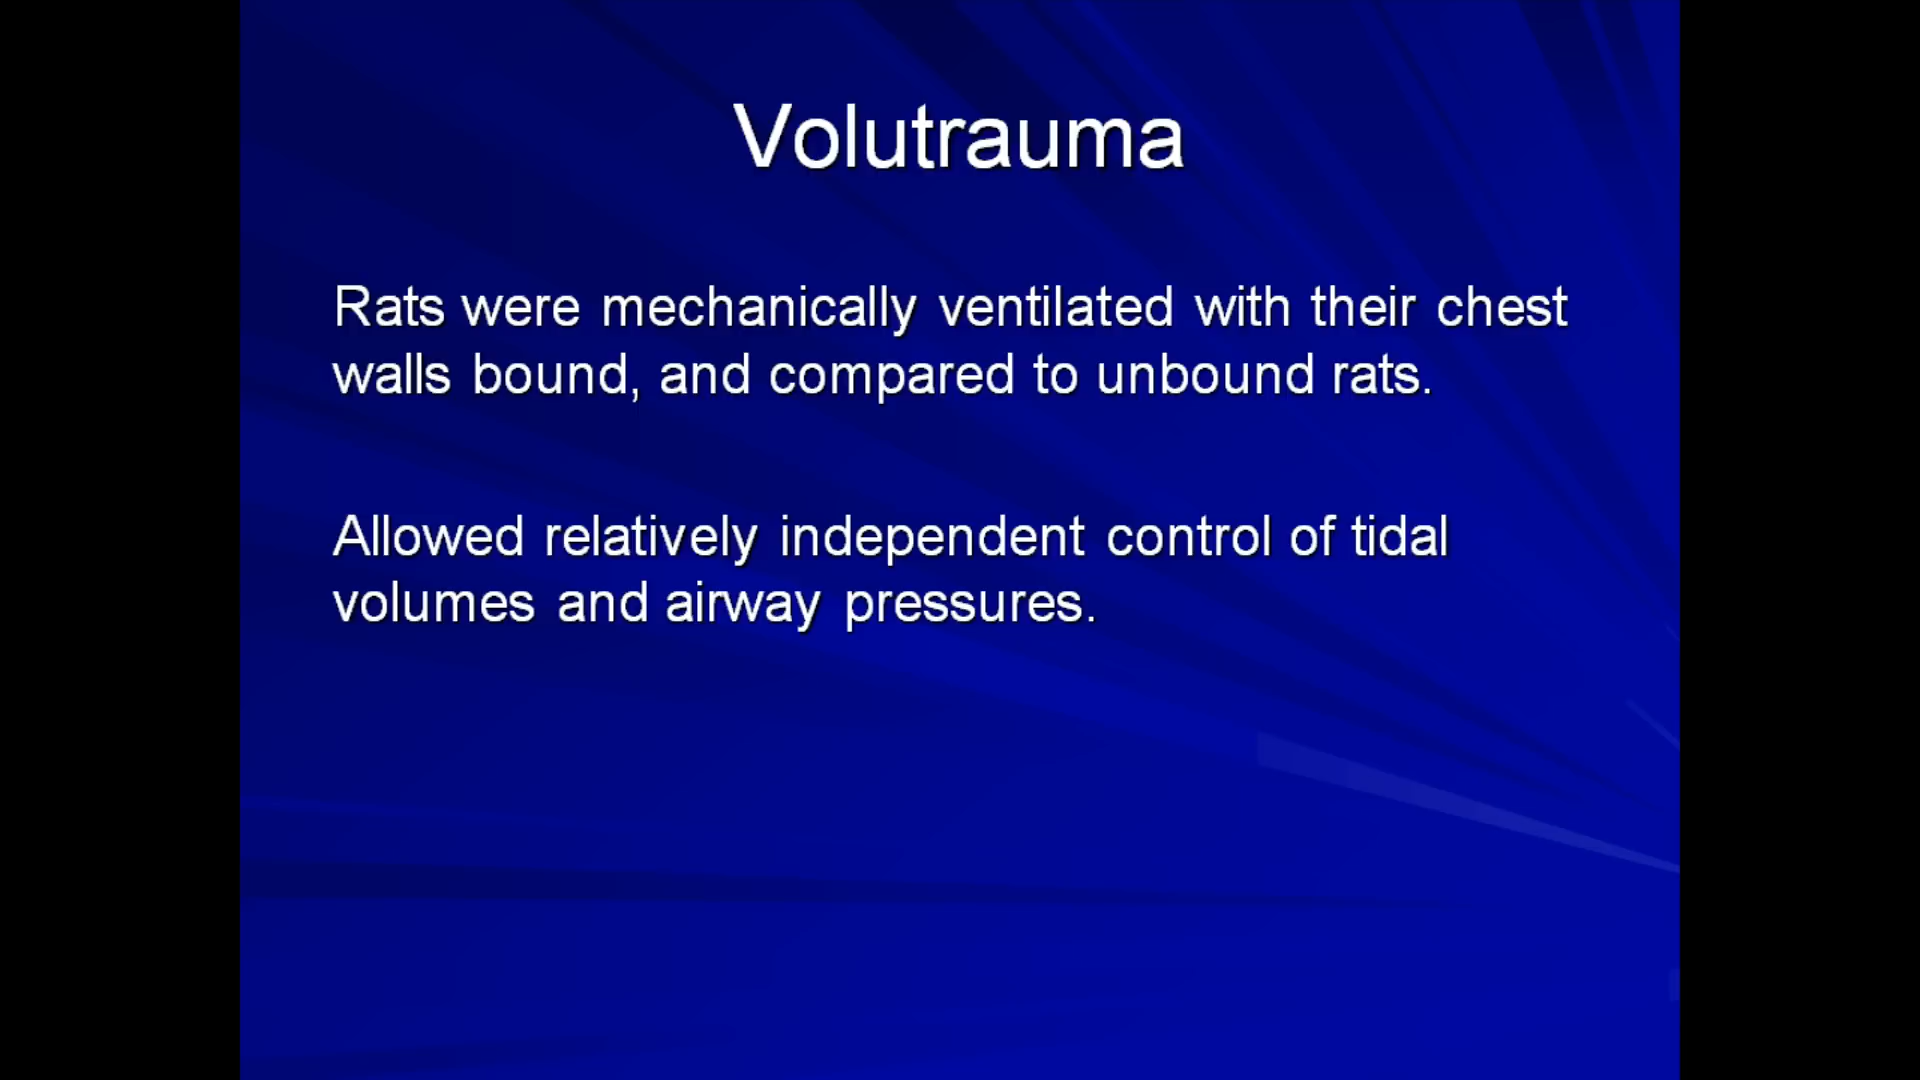 Volutrauma
Rats were mechanically ventilated with their chest
walls bound, and compared to unbound rats.
Allowed relatively independent control of tidal
volumes and airway pressures.